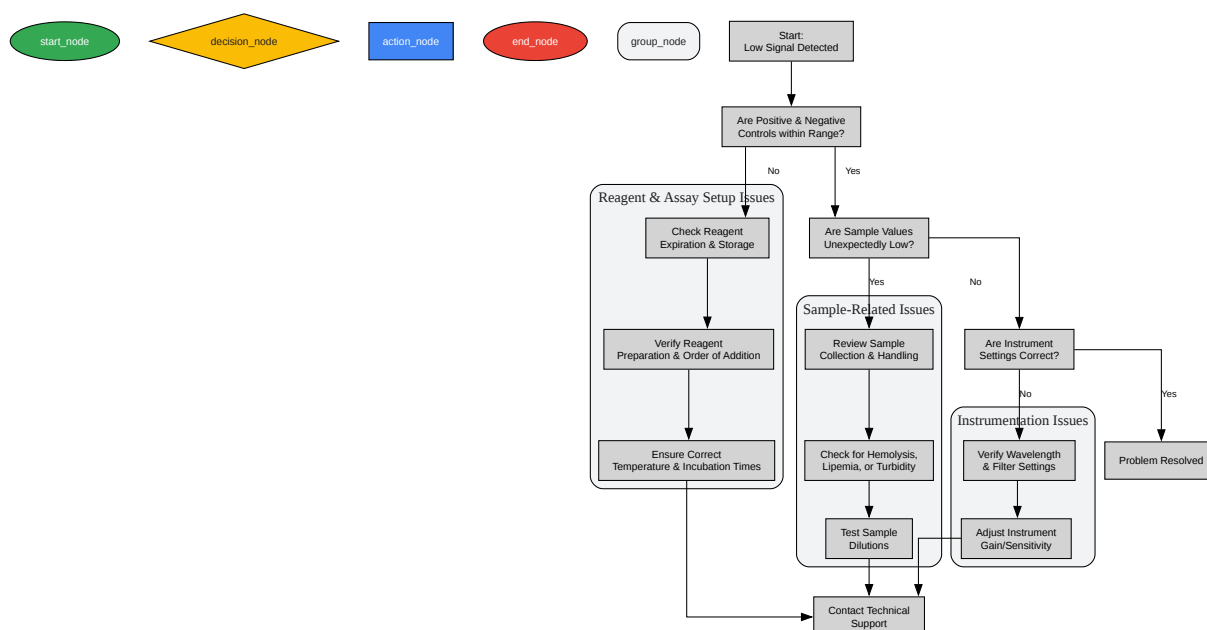 start_node
decision_node
action_node
end_node
group_node
Start:
Low Signal Detected
Are Positive & Negative
Controls within Range?
No
Yes
Reagent & Assay Setup Issues
Check Reagent
Expiration & Storage
Are Sample Values
Unexpectedly Low?
Yes
No
Sample-Related Issues
Verify Reagent
Preparation & Order of Addition
Review Sample
Collection & Handling
Are Instrument
Settings Correct?
No
Yes
Instrumentation Issues
Ensure Correct
Temperature & Incubation Times
Check for Hemolysis,
Lipemia, or Turbidity
Verify Wavelength
& Filter Settings
Problem Resolved
Test Sample
Dilutions
Adjust Instrument
Gain/Sensitivity
Contact Technical
Support